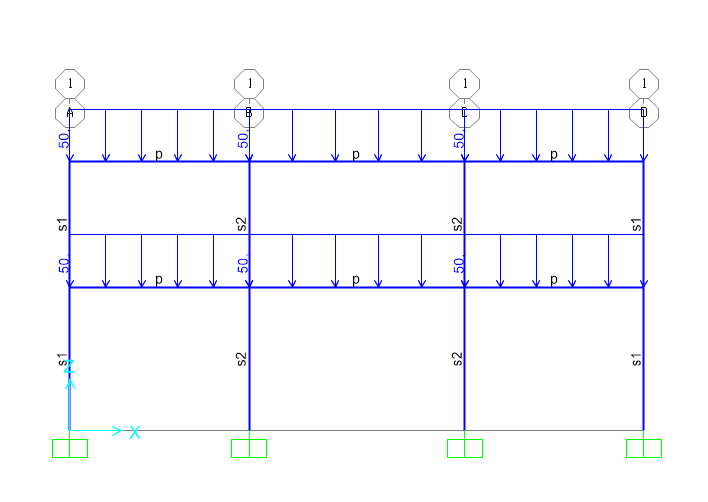 1 1 1 1
A B C D
50. 50. 50.
p p p
s1 s2 s2 s1
50. 50. 50.
p p p
s1 s2 s2 s1
Z
X